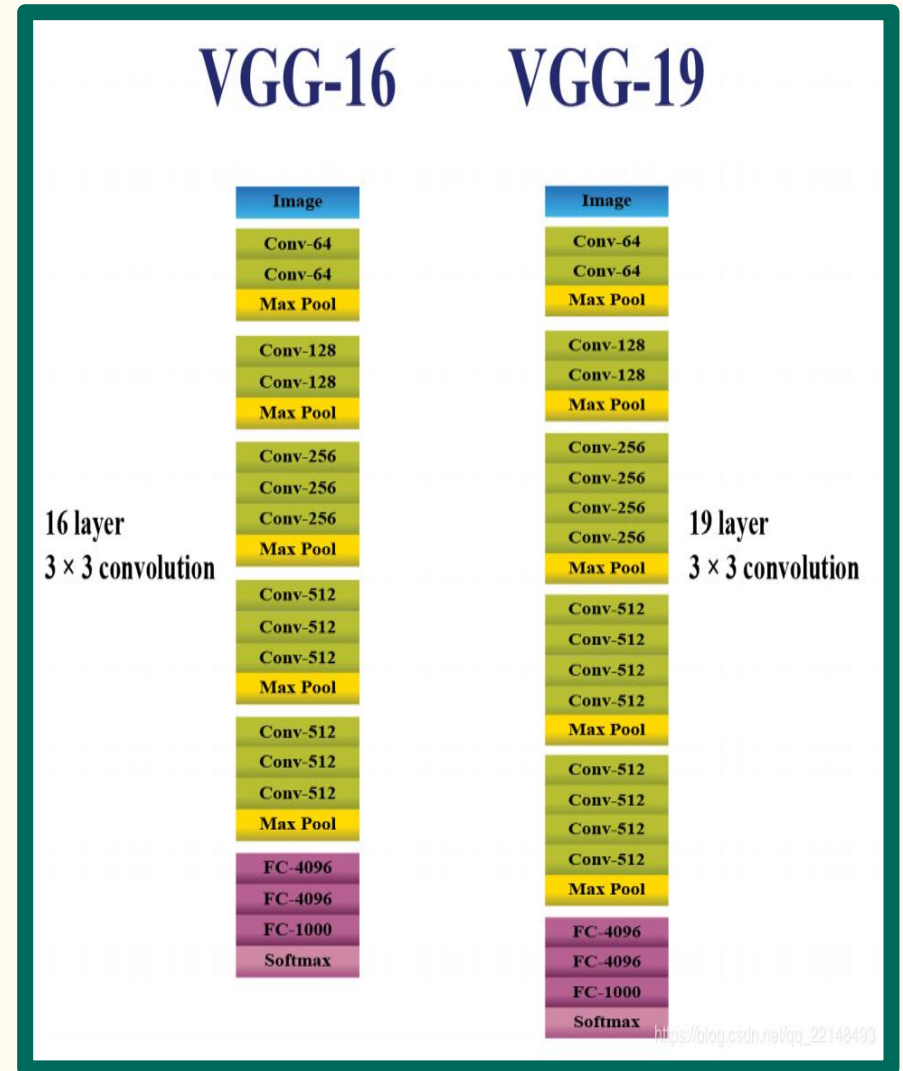 VGG-16
VGG-19
Image
Conv-64
Conv-64
Max Pool
Conv-128
Conv-128
Max Pool
Conv-256
Conv-256
Conv-256
Max Pool
Conv-512
Conv-512
Conv-512
Max Pool
Conv-512
Conv-512
Conv-512
Max Pool
FC-4096
FC-4096
FC-1000
Softmax
16 layer
3 × 3 convolution
Image
Conv-64
Conv-64
Max Pool
Conv-128
Conv-128
Max Pool
Conv-256
Conv-256
Conv-256
Conv-256
Max Pool
Conv-512
Conv-512
Conv-512
Conv-512
Max Pool
Conv-512
Conv-512
Conv-512
Conv-512
Max Pool
FC-4096
FC-4096
FC-1000
Softmax
19 layer
3 × 3 convolution
https://blog.csdn.net/qq_22148493